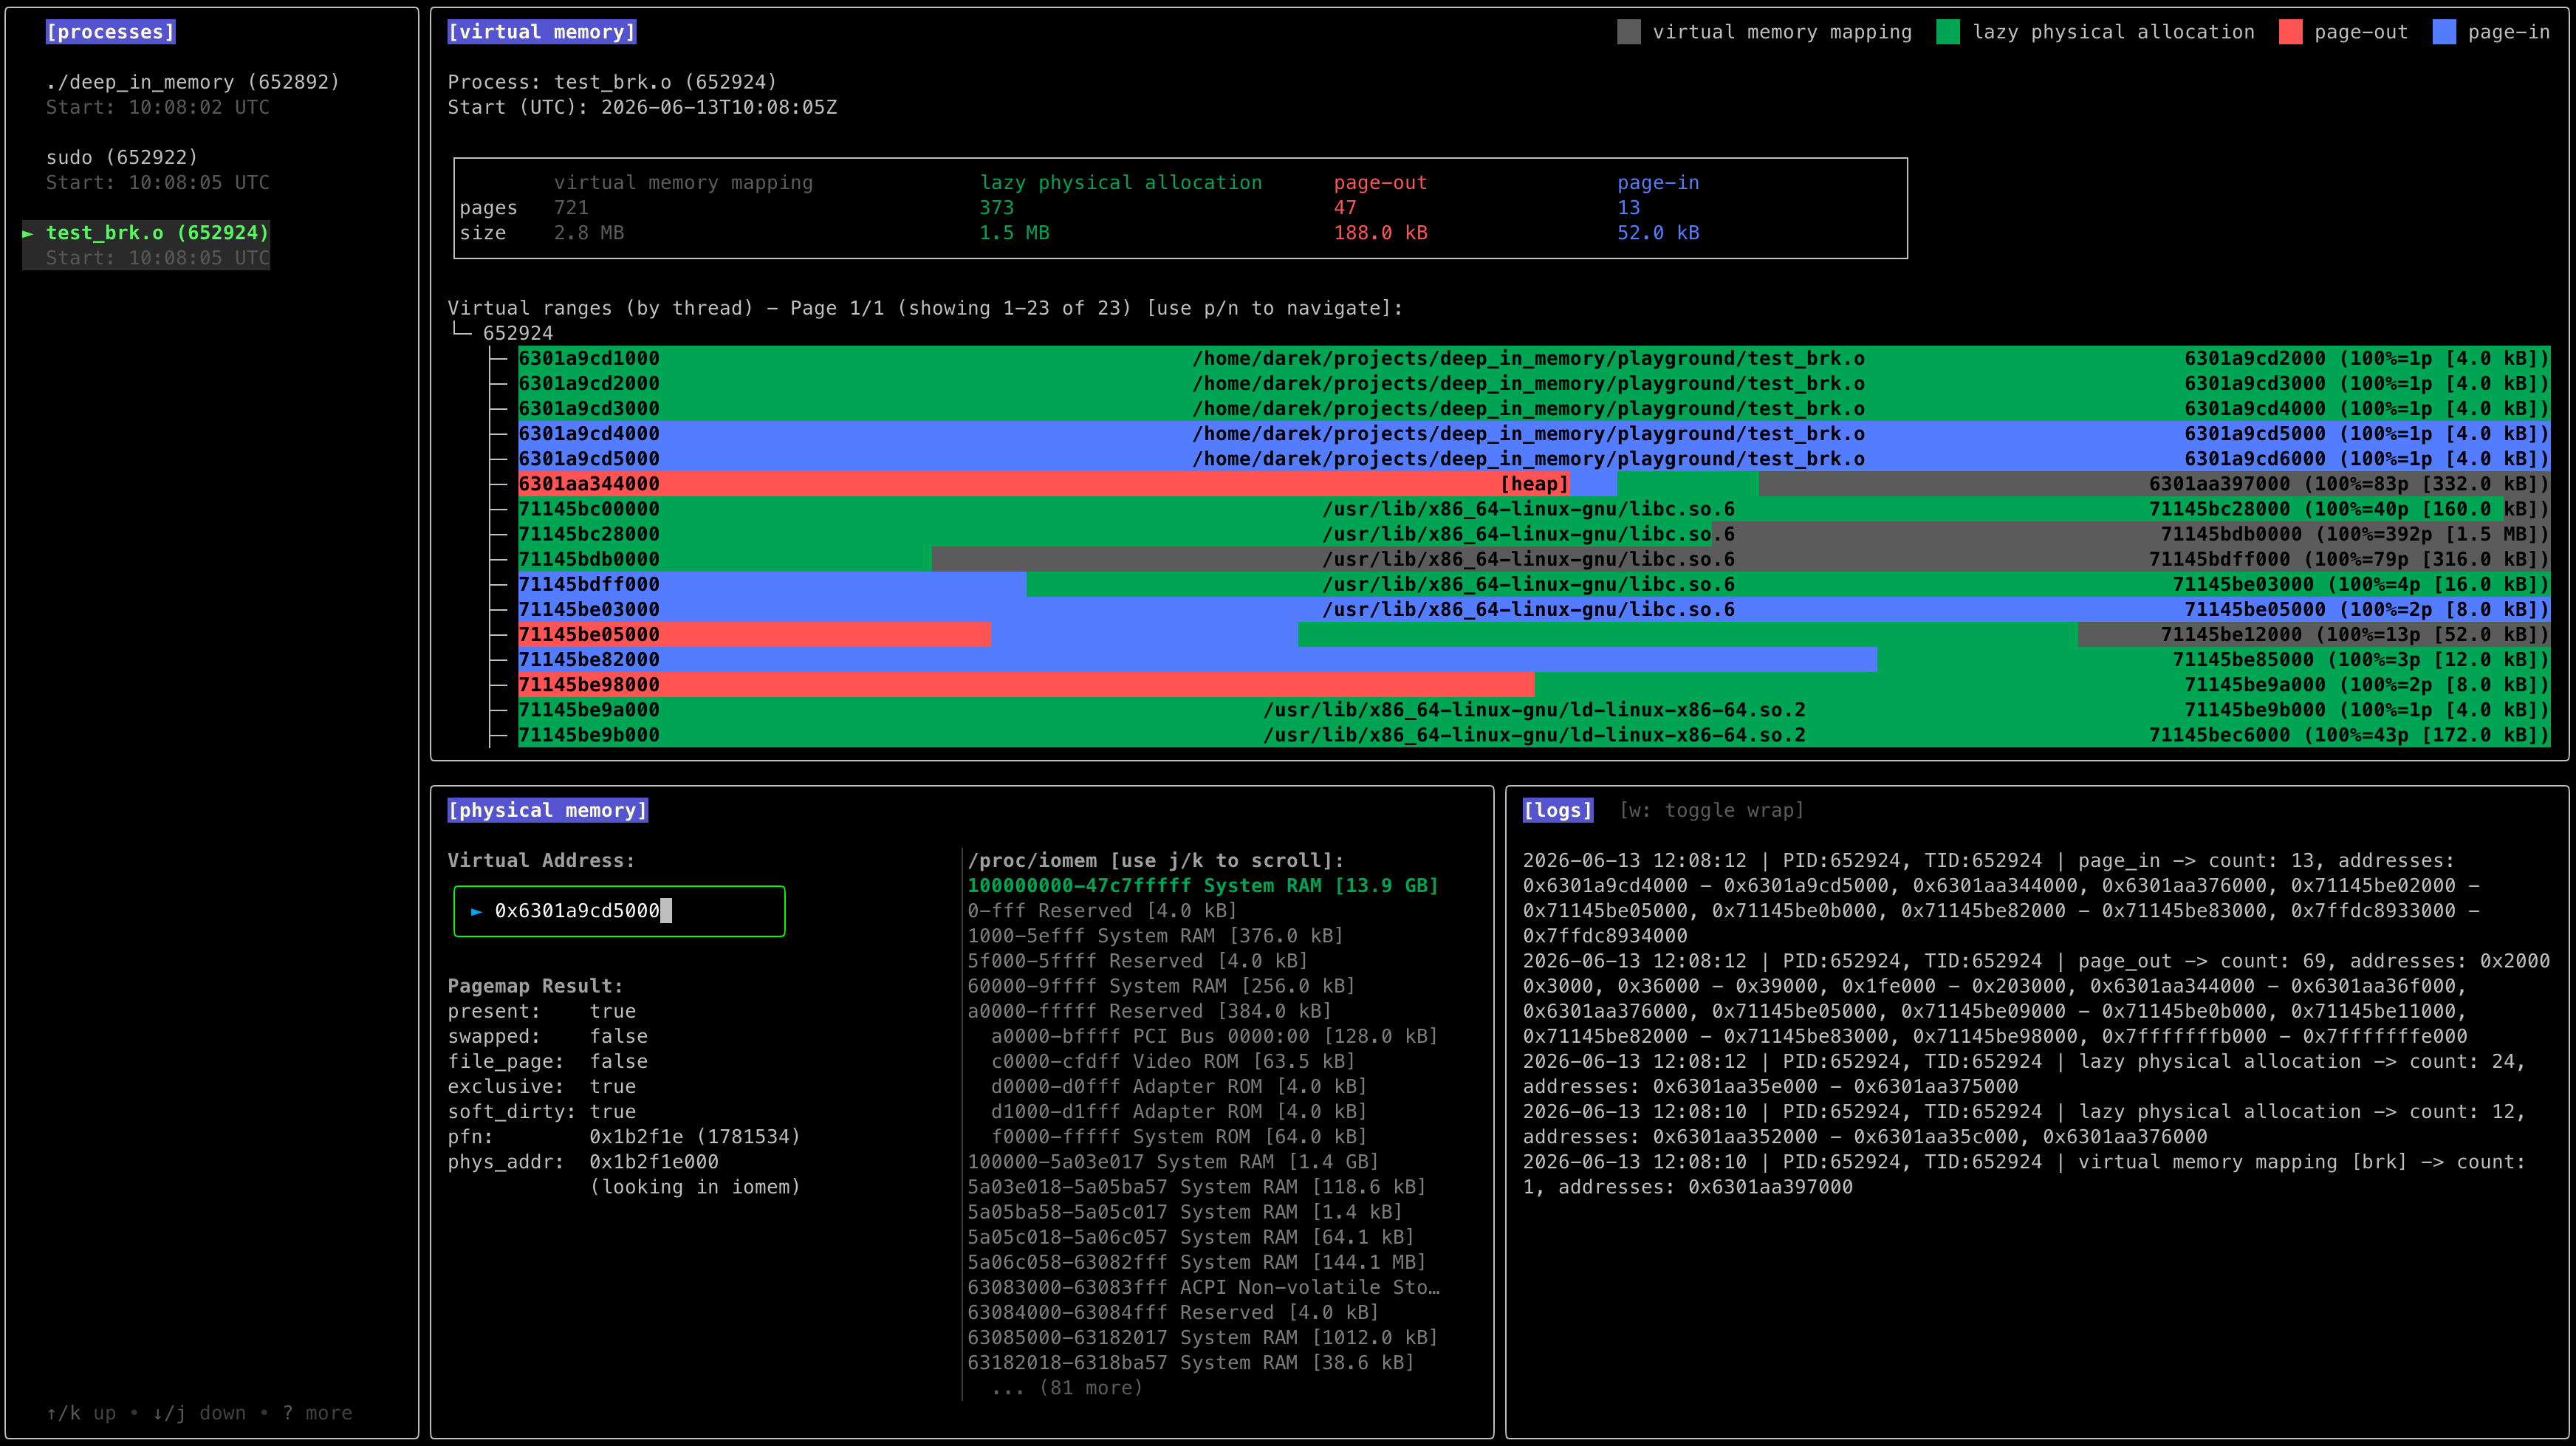 [processes]
./deep_in_memory (652892)
Start: 10:08:02 UTC
sudo (652922)
Start: 10:08:05 UTC
► test_brk.o (652924)
Start: 10:08:05 UTC
↑/k up • ↓/j down • ? more
[virtual memory]
virtual memory mapping lazy physical allocation page-out page-in
Process: test_brk.o (652924)
Start (UTC): 2026-06-13T10:08:05Z
virtual memory mapping lazy physical allocation page-out page-in
pages 721 373 47 13
size 2.8 MB 1.5 MB 188.0 kB 52.0 kB
Virtual ranges (by thread) - Page 1/1 (showing 1-23 of 23) [use p/n to navigate]:
└─ 652924
├─ 6301a9cd1000 /home/darek/projects/deep_in_memory/playground/test_brk.o 6301a9cd2000 (100%=1p [4.0 kB])
├─ 6301a9cd2000 /home/darek/projects/deep_in_memory/playground/test_brk.o 6301a9cd3000 (100%=1p [4.0 kB])
├─ 6301a9cd3000 /home/darek/projects/deep_in_memory/playground/test_brk.o 6301a9cd4000 (100%=1p [4.0 kB])
├─ 6301a9cd4000 /home/darek/projects/deep_in_memory/playground/test_brk.o 6301a9cd5000 (100%=1p [4.0 kB])
├─ 6301a9cd5000 /home/darek/projects/deep_in_memory/playground/test_brk.o 6301a9cd6000 (100%=1p [4.0 kB])
├─ 6301aa344000 [heap] 6301aa397000 (100%=83p [332.0 kB])
├─ 71145bc00000 /usr/lib/x86_64-linux-gnu/libc.so.6 71145bc28000 (100%=40p [160.0 kB])
├─ 71145bc28000 /usr/lib/x86_64-linux-gnu/libc.so.6 71145bdb0000 (100%=392p [1.5 MB])
├─ 71145bdb0000 /usr/lib/x86_64-linux-gnu/libc.so.6 71145bdff000 (100%=79p [316.0 kB])
├─ 71145bdff000 /usr/lib/x86_64-linux-gnu/libc.so.6 71145be03000 (100%=4p [16.0 kB])
├─ 71145be03000 /usr/lib/x86_64-linux-gnu/libc.so.6 71145be05000 (100%=2p [8.0 kB])
├─ 71145be05000 71145be12000 (100%=13p [52.0 kB])
├─ 71145be82000 71145be85000 (100%=3p [12.0 kB])
├─ 71145be98000 71145be9a000 (100%=2p [8.0 kB])
├─ 71145be9a000 /usr/lib/x86_64-linux-gnu/ld-linux-x86-64.so.2 71145be9b000 (100%=1p [4.0 kB])
├─ 71145be9b000 /usr/lib/x86_64-linux-gnu/ld-linux-x86-64.so.2 71145bec6000 (100%=43p [172.0 kB])
[physical memory]
Virtual Address:
► 0x6301a9cd5000
Pagemap Result:
present: true
swapped: false
file_page: false
exclusive: true
soft_dirty: true
pfn: 0x1b2f1e (1781534)
phys_addr: 0x1b2f1e000
(looking in iomem)
/proc/iomem [use j/k to scroll]:
100000000-47c7fffff System RAM [13.9 GB]
0-fff Reserved [4.0 kB]
1000-5efff System RAM [376.0 kB]
5f000-5ffff Reserved [4.0 kB]
60000-9ffff System RAM [256.0 kB]
a0000-fffff Reserved [384.0 kB]
a0000-bffff PCI Bus 0000:00 [128.0 kB]
c0000-cfdff Video ROM [63.5 kB]
d0000-d0fff Adapter ROM [4.0 kB]
d1000-d1fff Adapter ROM [4.0 kB]
f0000-fffff System ROM [64.0 kB]
100000-5a03e017 System RAM [1.4 GB]
5a03e018-5a05ba57 System RAM [118.6 kB]
5a05ba58-5a05c017 System RAM [1.4 kB]
5a05c018-5a06c057 System RAM [64.1 kB]
5a06c058-63082fff System RAM [144.1 MB]
63083000-63083fff ACPI Non-volatile Sto…
63084000-63084fff Reserved [4.0 kB]
63085000-63182017 System RAM [1012.0 kB]
63182018-6318ba57 System RAM [38.6 kB]
... (81 more)
[logs] [w: toggle wrap]
2026-06-13 12:08:12 | PID:652924, TID:652924 | page_in -> count: 13, addresses:
0x6301a9cd4000 - 0x6301a9cd5000, 0x6301aa344000, 0x6301aa376000, 0x71145be02000 -
0x71145be05000, 0x71145be0b000, 0x71145be82000 - 0x71145be83000, 0x7ffdc8933000 -
0x7ffdc8934000
2026-06-13 12:08:12 | PID:652924, TID:652924 | page_out -> count: 69, addresses: 0x2000
0x3000, 0x36000 - 0x39000, 0x1fe000 - 0x203000, 0x6301aa344000 - 0x6301aa36f000,
0x6301aa376000, 0x71145be05000, 0x71145be09000 - 0x71145be0b000, 0x71145be11000,
0x71145be82000 - 0x71145be83000, 0x71145be98000, 0x7fffffffb000 - 0x7fffffffe000
2026-06-13 12:08:12 | PID:652924, TID:652924 | lazy physical allocation -> count: 24,
addresses: 0x6301aa35e000 - 0x6301aa375000
2026-06-13 12:08:10 | PID:652924, TID:652924 | lazy physical allocation -> count: 12,
addresses: 0x6301aa352000 - 0x6301aa35c000, 0x6301aa376000
2026-06-13 12:08:10 | PID:652924, TID:652924 | virtual memory mapping [brk] -> count:
1, addresses: 0x6301aa397000